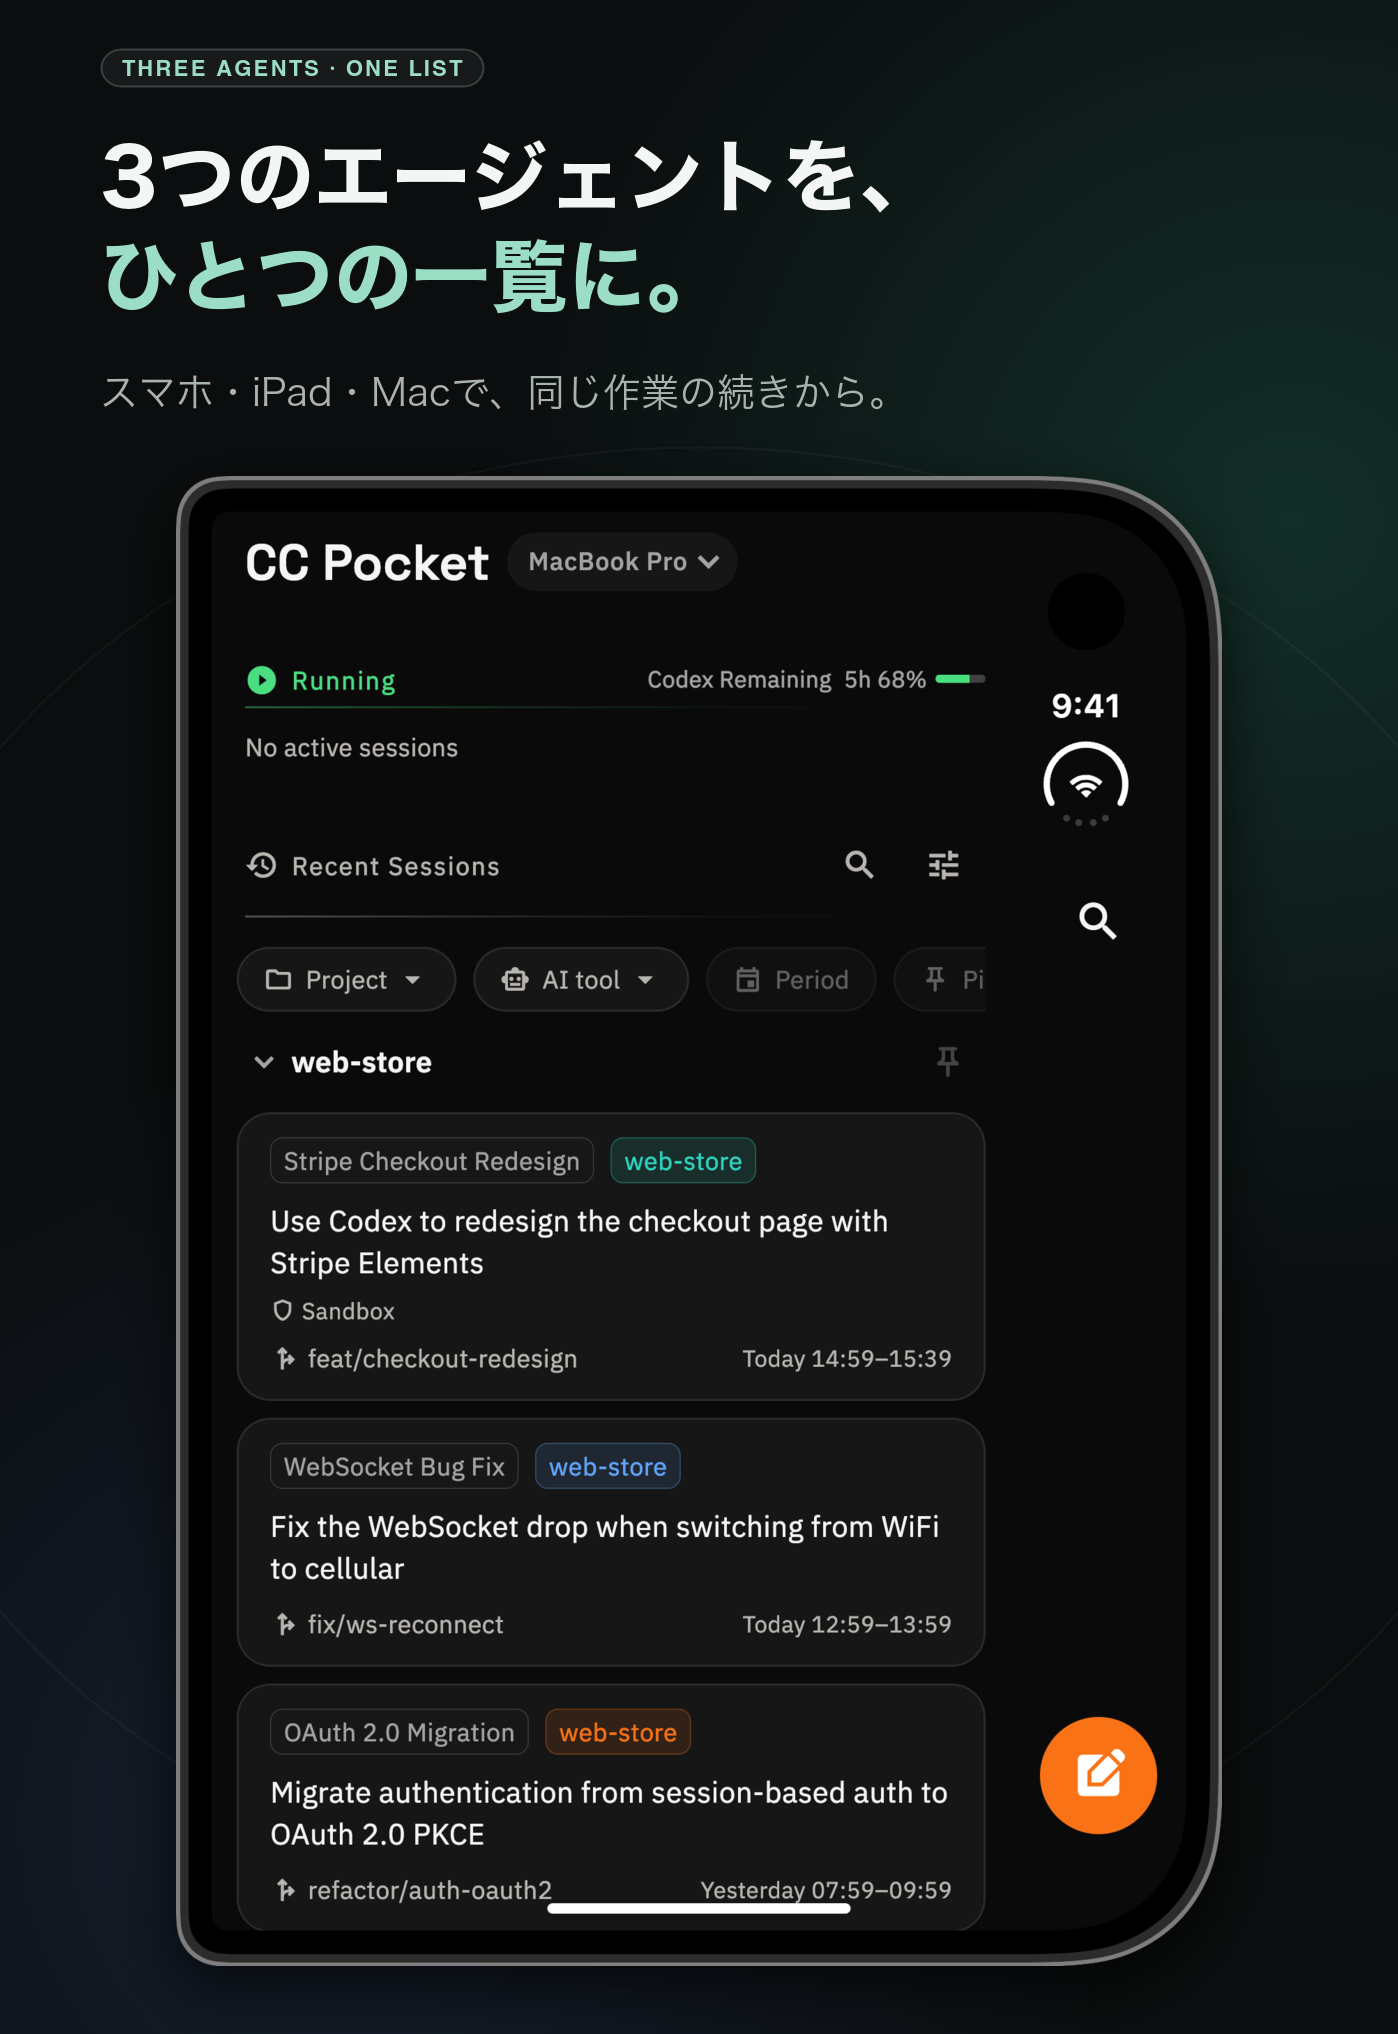 THREE AGENTS · ONE LIST
3つのエージェントを、
ひとつの一覧に。
スマホ・iPad・Macで、同じ作業の続きから。
CC Pocket
MacBook Pro
Running
Codex Remaining 5h 68%
No active sessions
9:41
Recent Sessions
Project
AI tool
Period
Pi
web-store
Stripe Checkout Redesign
web-store
Use Codex to redesign the checkout page with
Stripe Elements
Sandbox
feat/checkout-redesign
Today 14:59–15:39
WebSocket Bug Fix
web-store
Fix the WebSocket drop when switching from WiFi
to cellular
fix/ws-reconnect
Today 12:59–13:59
OAuth 2.0 Migration
web-store
Migrate authentication from session-based auth to
OAuth 2.0 PKCE
refactor/auth-oauth2
Yesterday 07:59–09:59